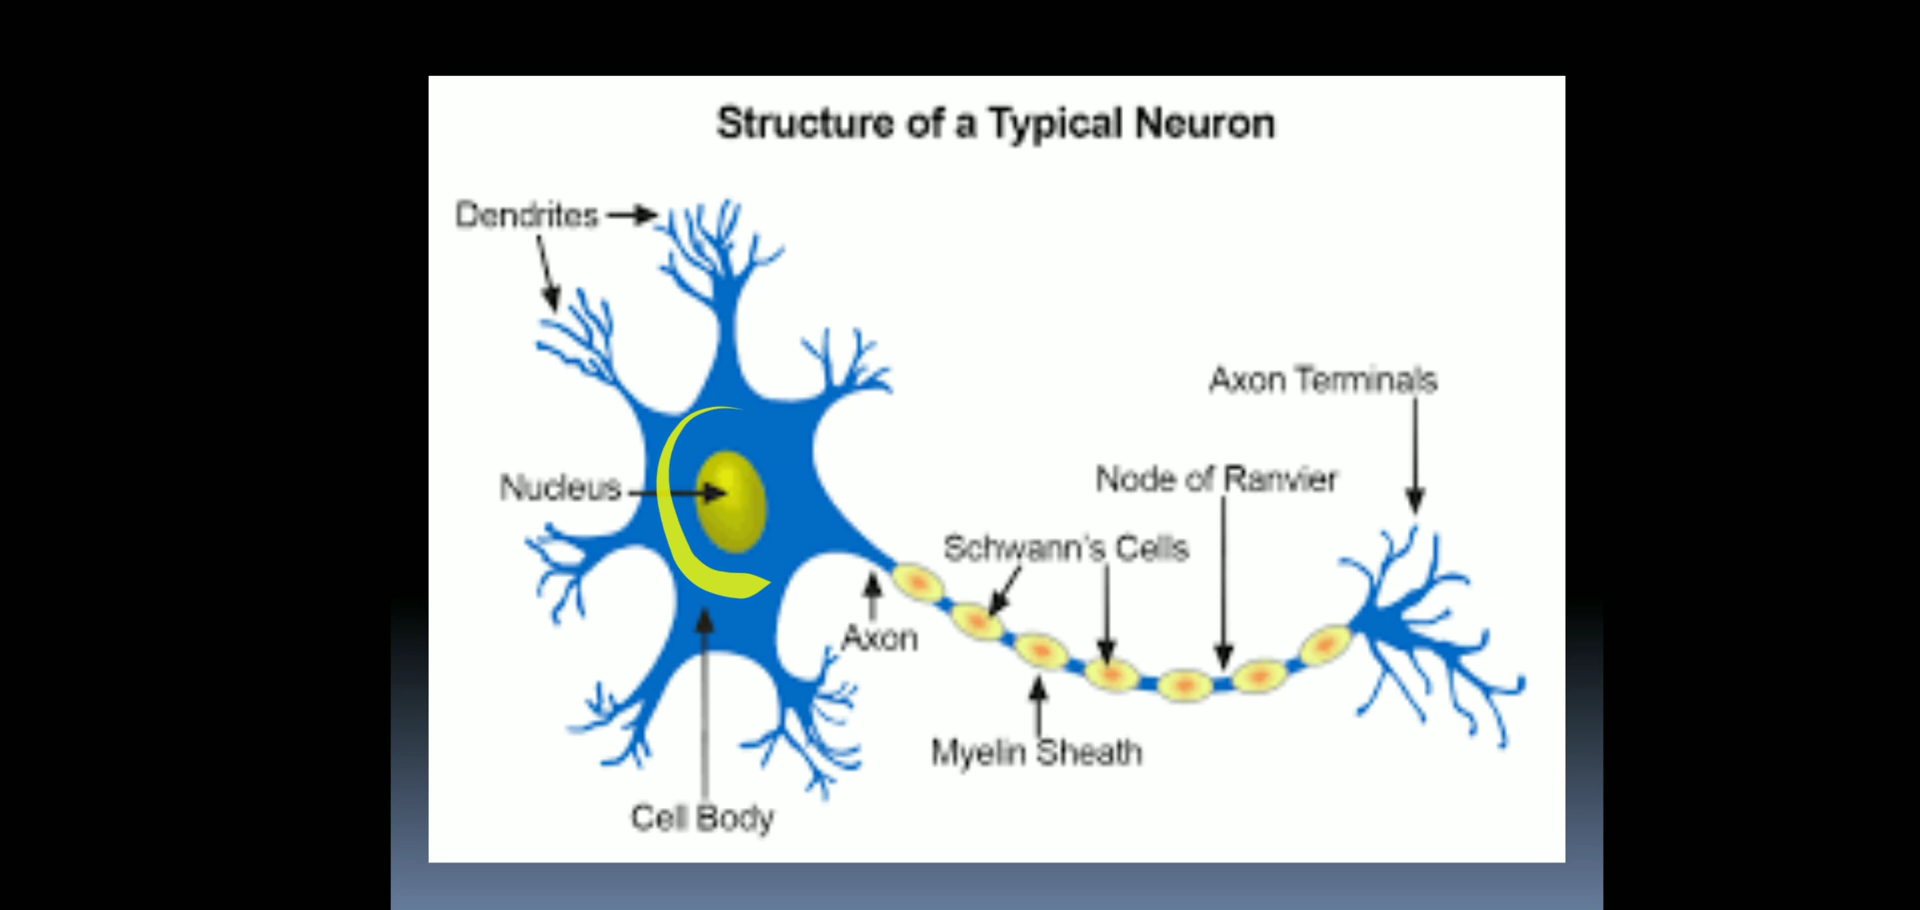 Structure of a Typical Neuron
Dendrites
Axon Terminals
Nucleus
Node of Ranvier
Schwann's Cells
Axon
Myelin Sheath
Cell Body